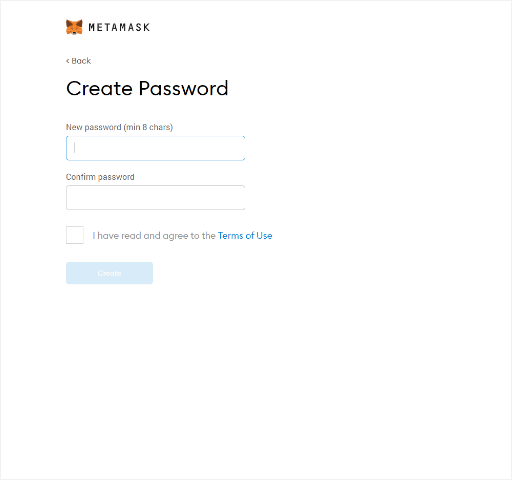 METAMASK
< Back
Create Password
New password (min 8 chars)
Confirm password
I have read and agree to the Terms of Use
Create